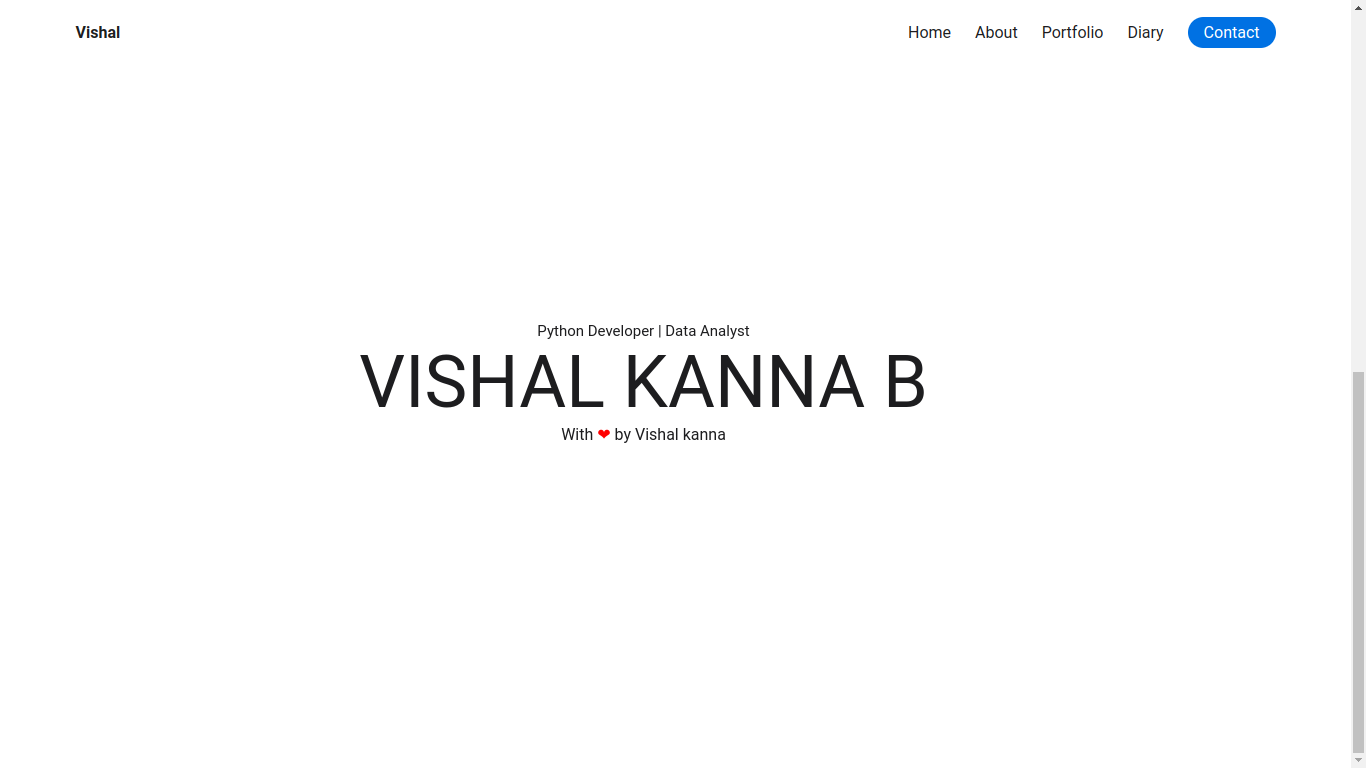 Vishal
Home About Portfolio Diary Contact
Python Developer | Data Analyst
VISHAL KANNA B
With ❤ by Vishal kanna